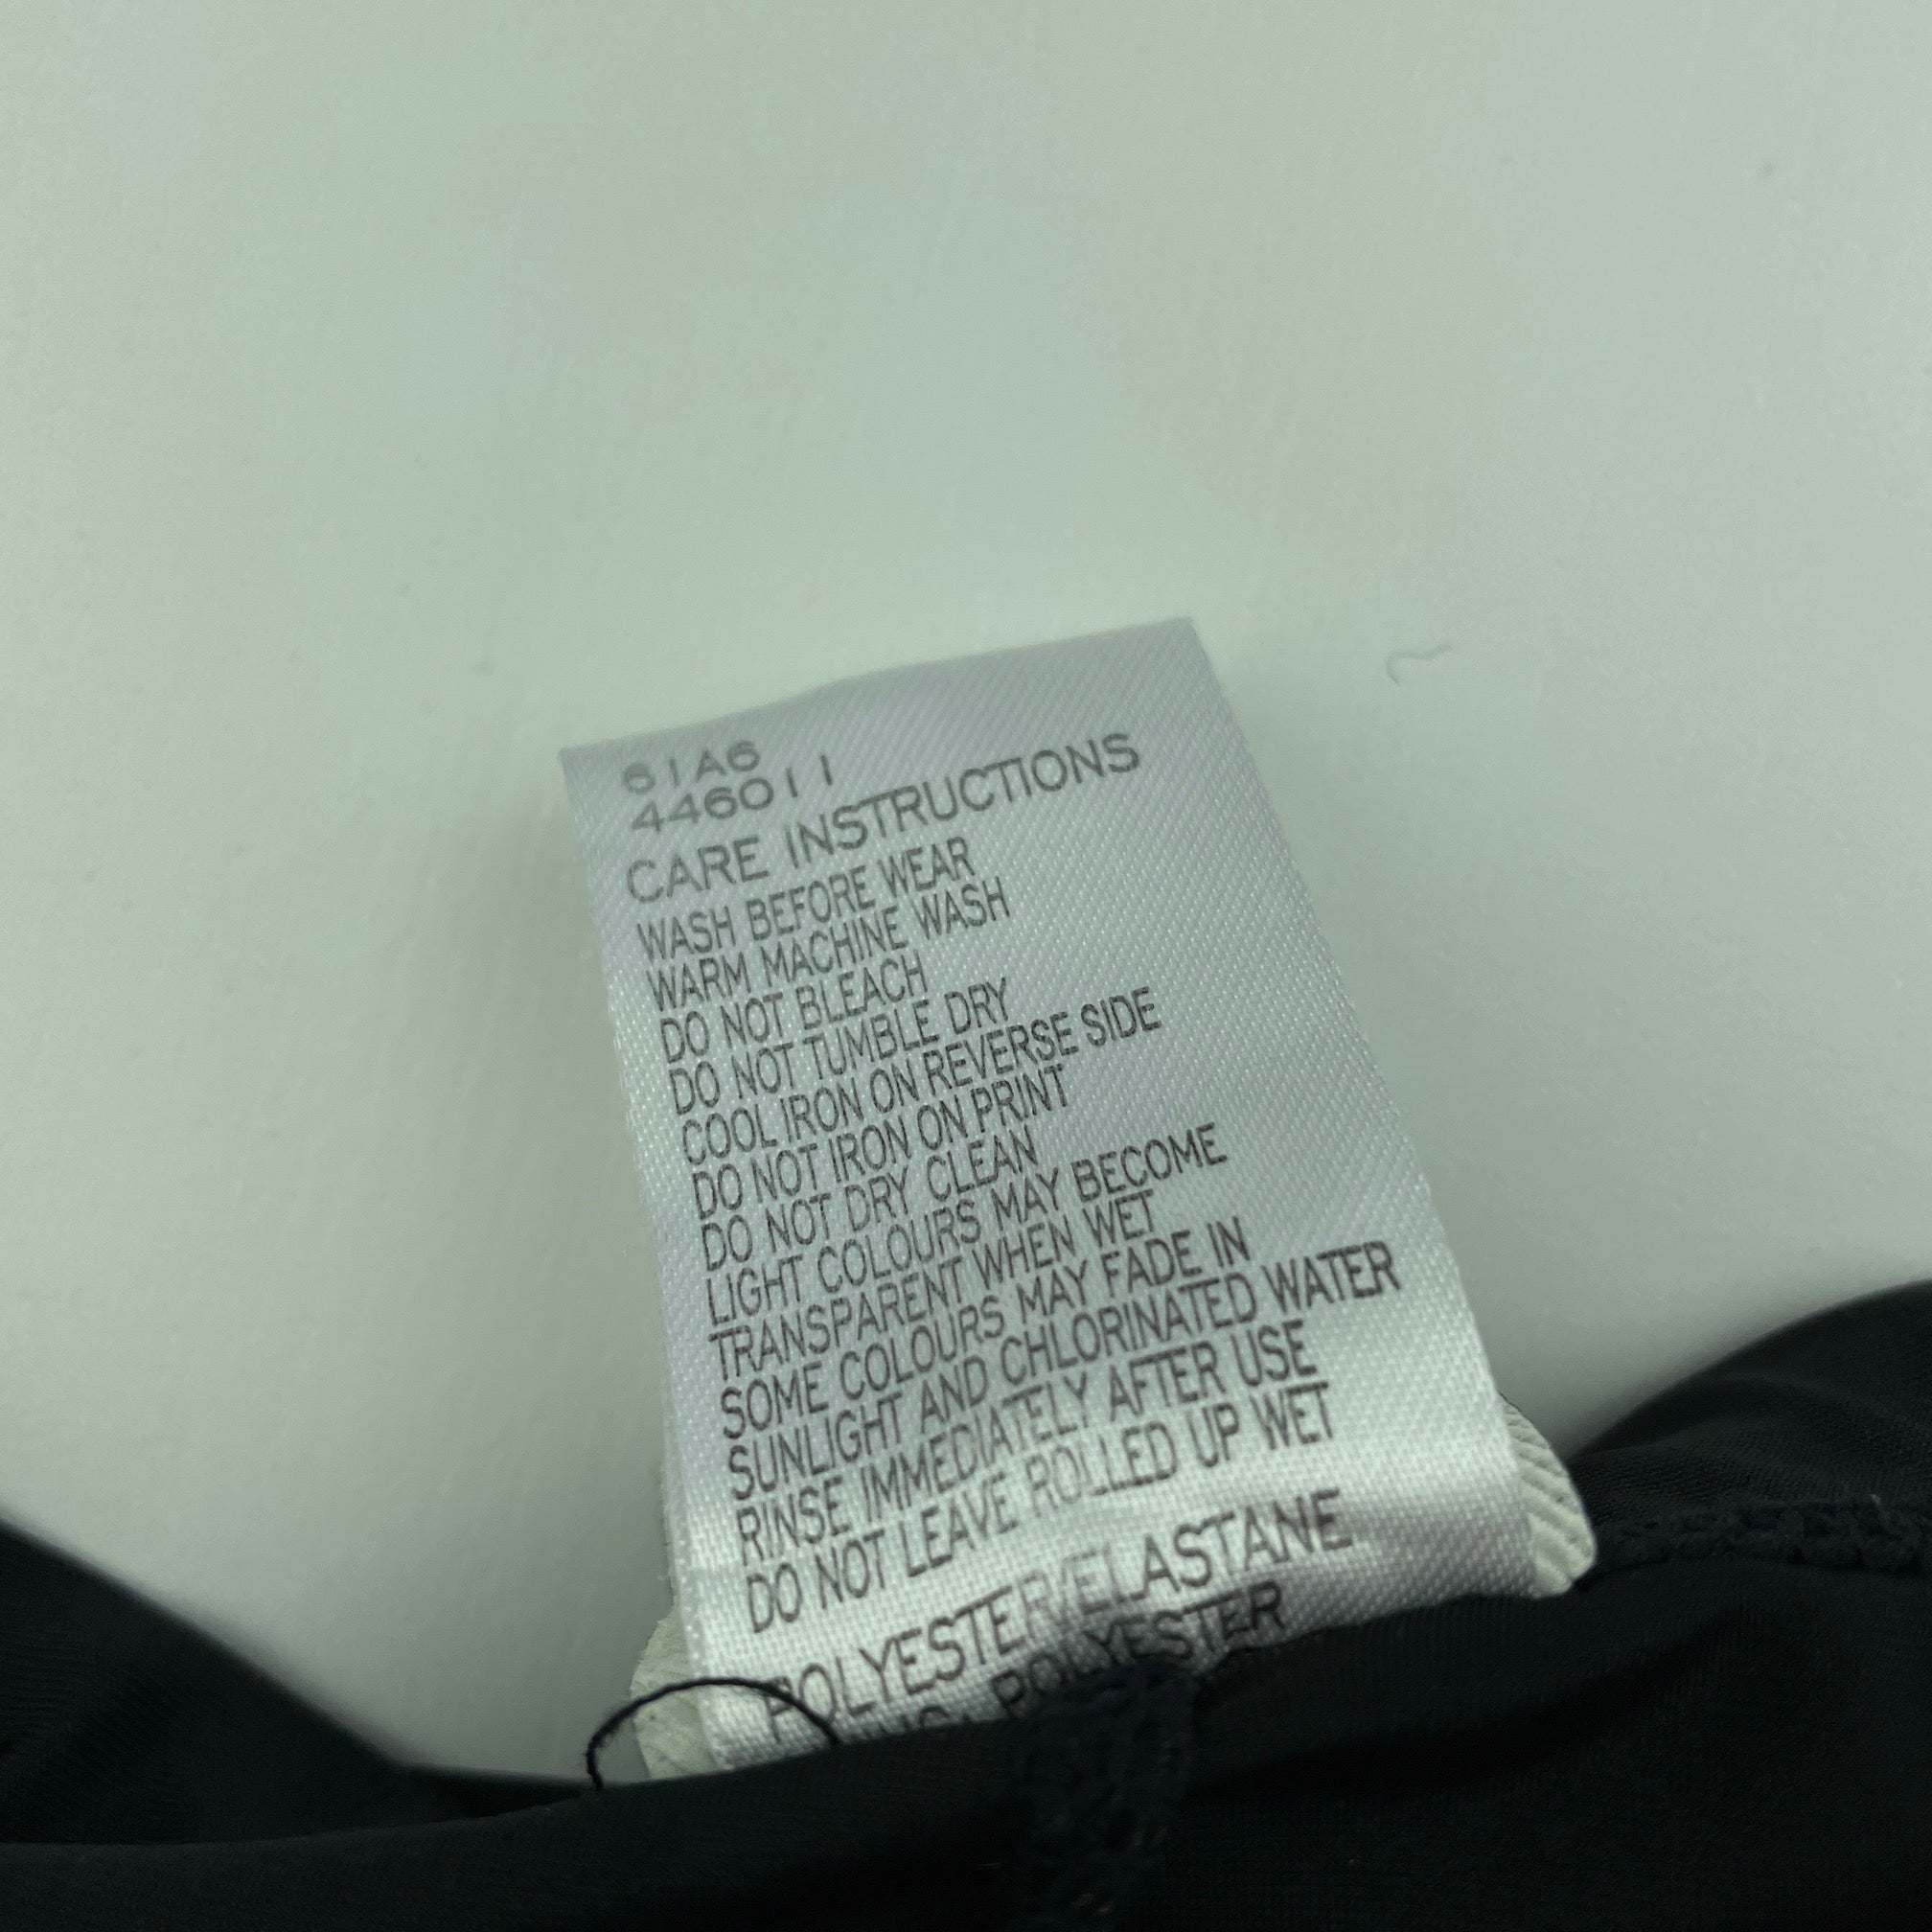 61A6
446011
CARE INSTRUCTIONS
WASH BEFORE WEAR
WARM MACHINE WASH
DO NOT BLEACH
DO NOT TUMBLE DRY
COOL IRON ON REVERSE SIDE
DO NOT IRON ON PRINT
DO NOT DRY CLEAN
LIGHT COLOURS MAY BECOME
TRANSPARENT WHEN WET
SOME COLOURS MAY FADE IN
SUNLIGHT AND CHLORINATED WATER
RINSE IMMEDIATELY AFTER USE
DO NOT LEAVE ROLLED UP WET
POLYESTER/ELASTANE
POLYESTER